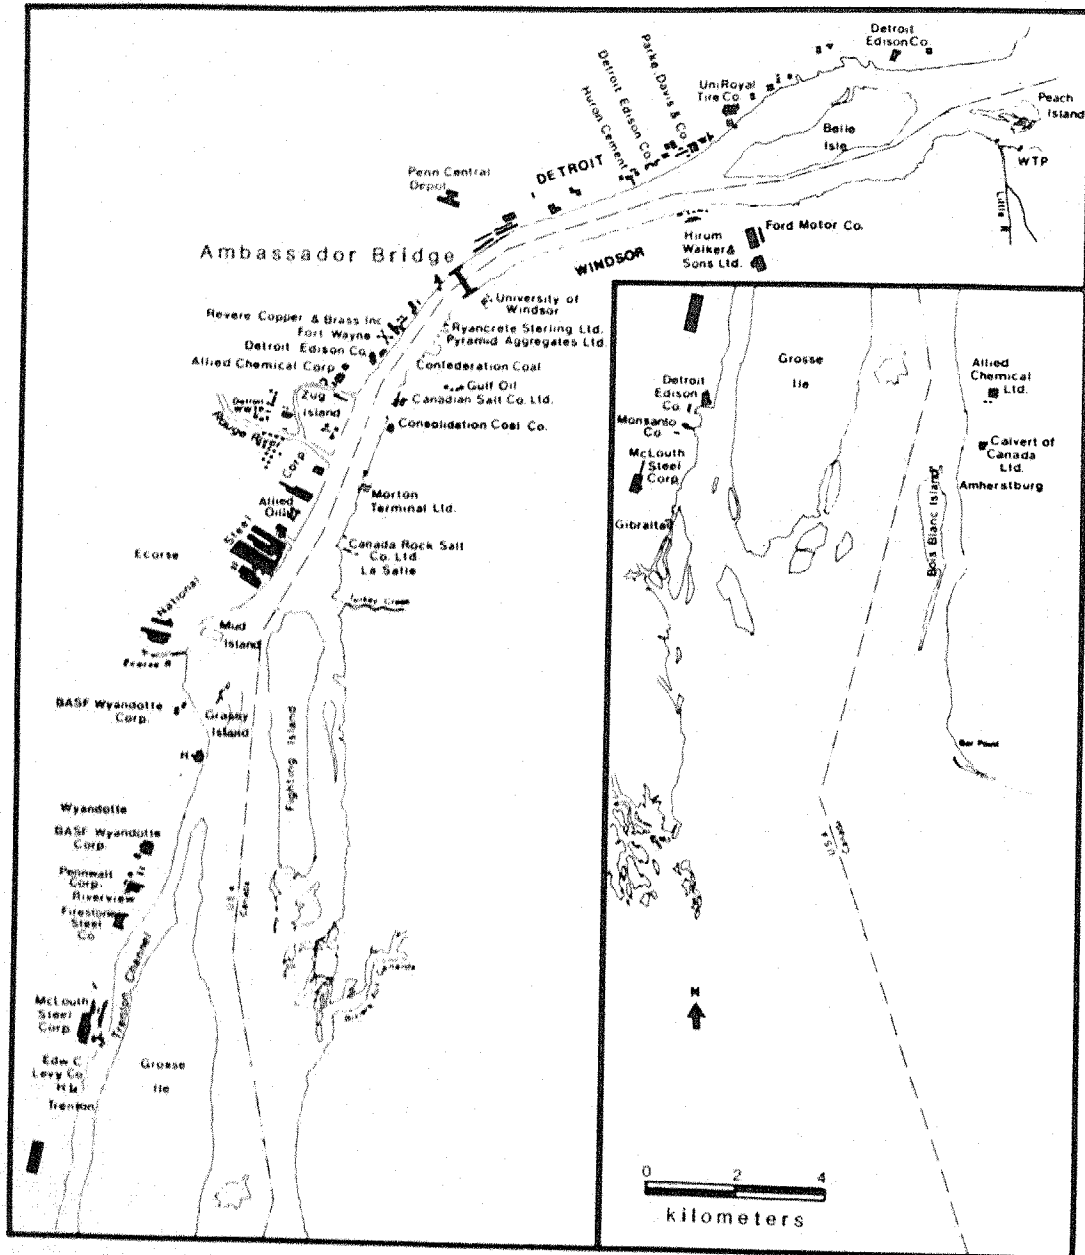 Detroit
Edison Co.
Parke, Davis & Co.
Detroit Edison Co.
Huron Cement
UniRoyal
Tire Co.
Peach
Island
Belle
Isle
WTP
Little R.
DETROIT
Penn Central
Depot
Ambassador Bridge
WINDSOR
Hirum
Walker &
Sons Ltd.
Ford Motor Co.
University of
Windsor
Revere Copper & Brass Inc
Fort Wayne
Detroit Edison Co.
Allied Chemical Corp.
Ryancrete Sterling Ltd.
Pyramid Aggregates Ltd.
Confederation Coal
Gulf Oil
Canadian Salt Co. Ltd.
Consolidation Coal Co.
Zug
Island
Detroit
WWTP
Rouge River
Allied
Oil
National
Steel
Corp
Morton
Terminal Ltd.
Ecorse
Canada Rock Salt
Co. Ltd.
La Salle
Turkey Creek
Mud
Island
Ecorse R
BASF Wyandotte
Corp.
Grassy
Island
Fighting Island
H
Wyandotte
BASF Wyandotte
Corp.
Pennwalt
Corp.
Riverview
Firestone
Steel
Co
U.S.A.
Canada
Trenton Channel
McLouth
Steel
Corp.
Edw C
Levy Co
H
Trenton
Grosse
Ile
Grosse
Ile
Detroit
Edison
Co.
Monsanto
Co
McLouth
Steel
Corp
Gibraltar
Allied
Chemical
Ltd.
Calvert of
Canada
Ltd.
Amherstburg
Bois Blanc Island
Bar Point
U S A
Canada
N
0 2 4
kilometers